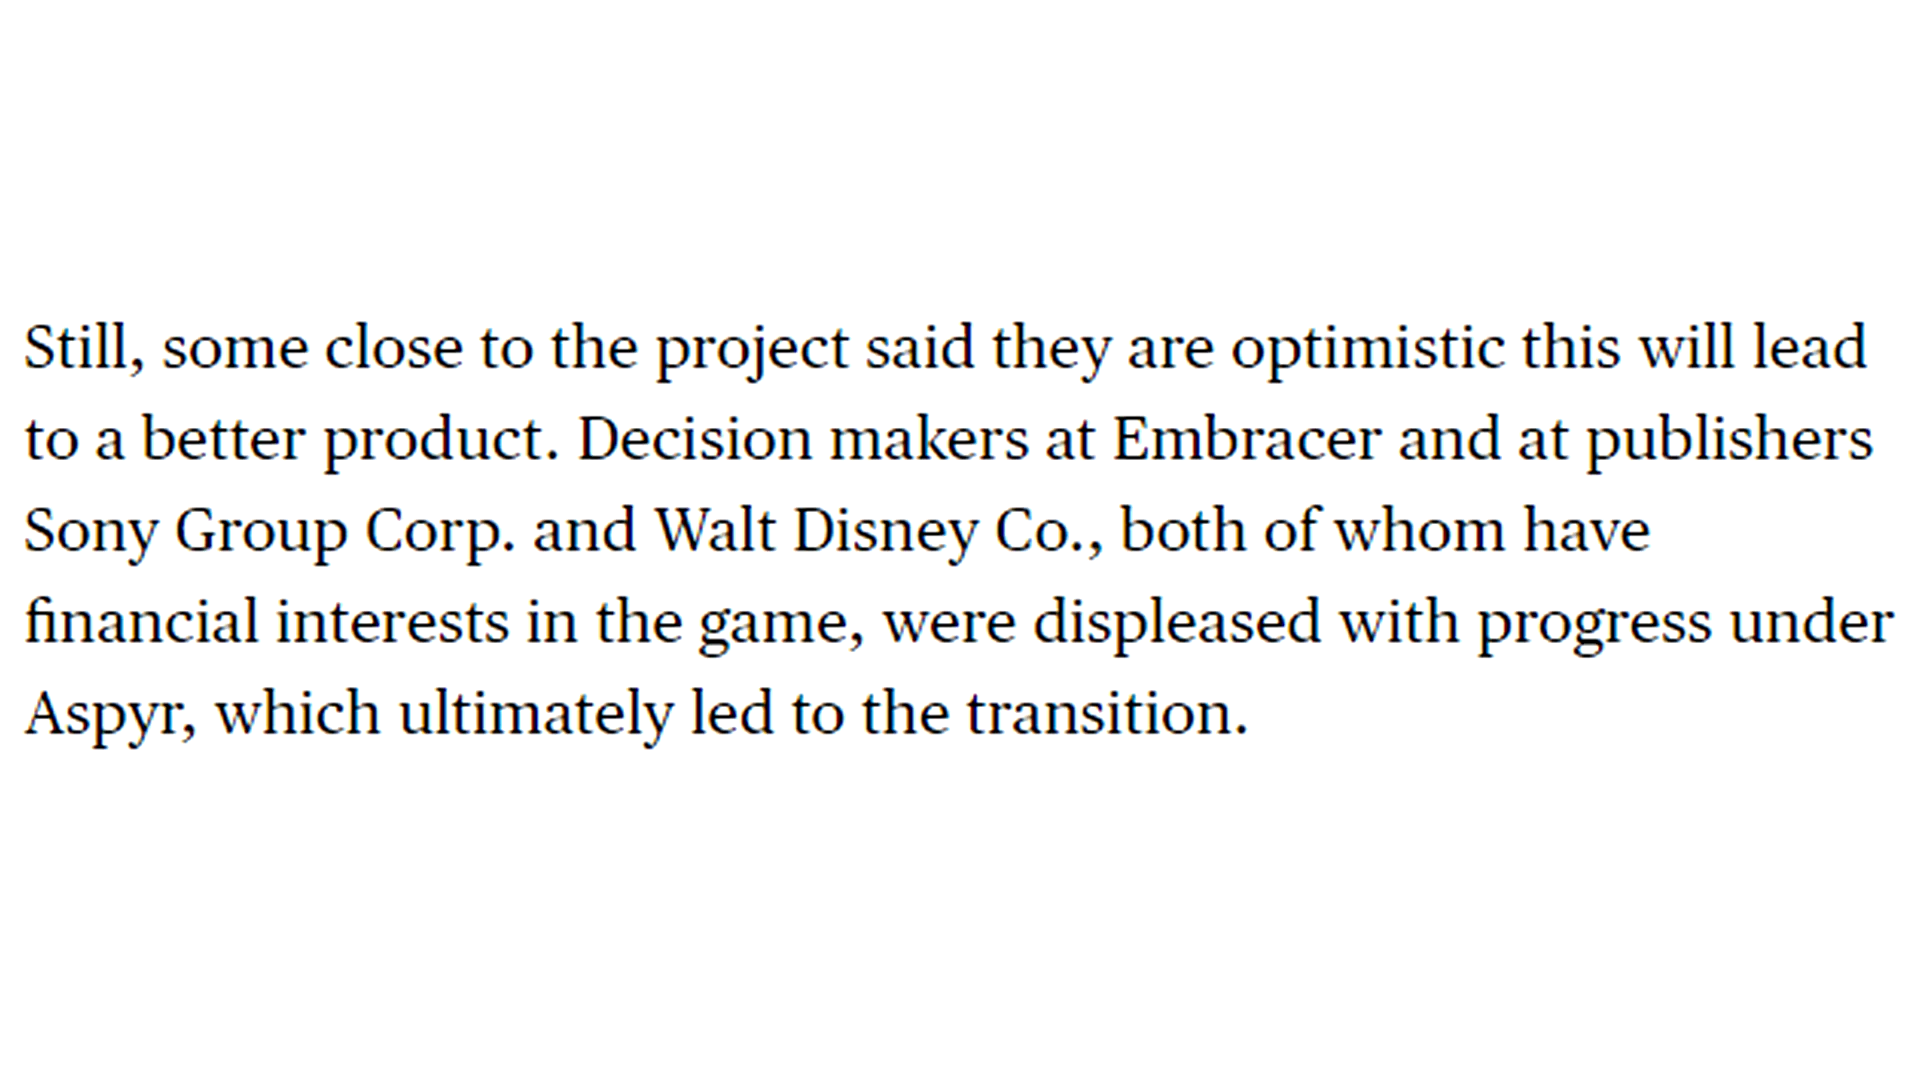 Still, some close to the project said they are optimistic this will lead
to a better product. Decision makers at Embracer and at publishers
Sony Group Corp. and Walt Disney Co., both of whom have
financial interests in the game, were displeased with progress under
Aspyr, which ultimately led to the transition.